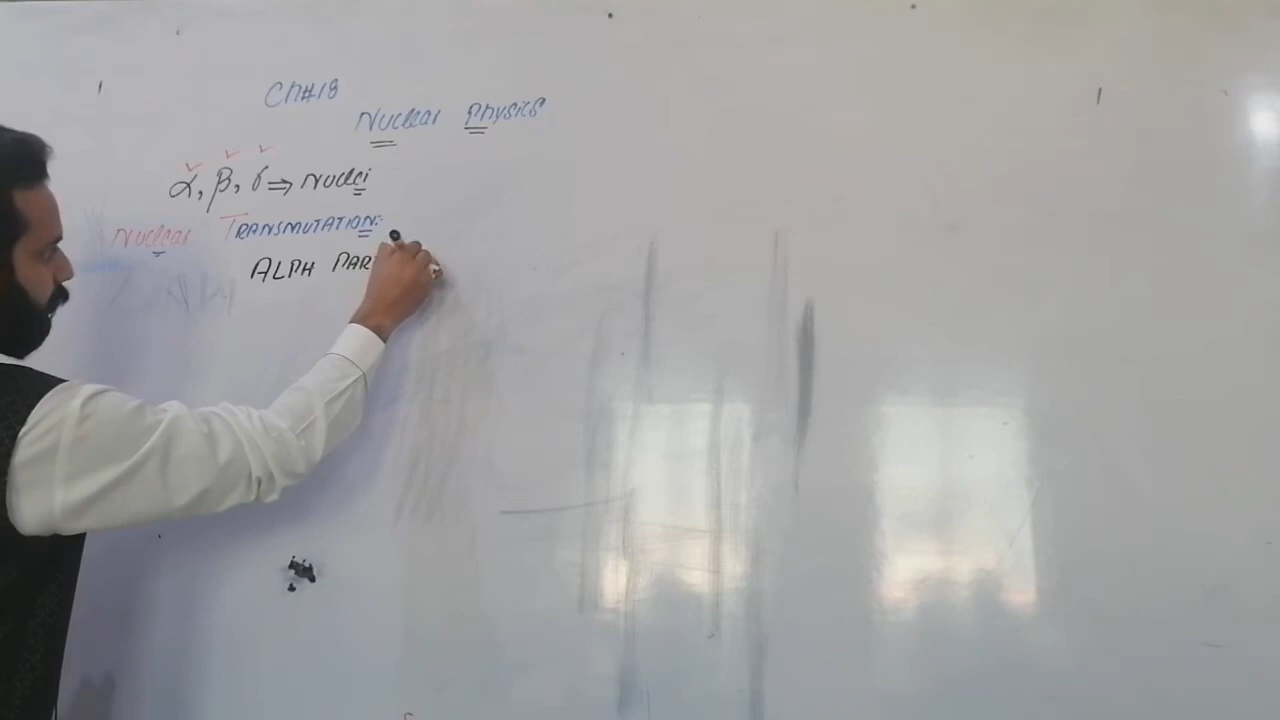 Ch#18
Nuclear Physics
α, β, γ ⇒ Nuclei
Nuclear TRANSMUTATION:
ALPH PAR